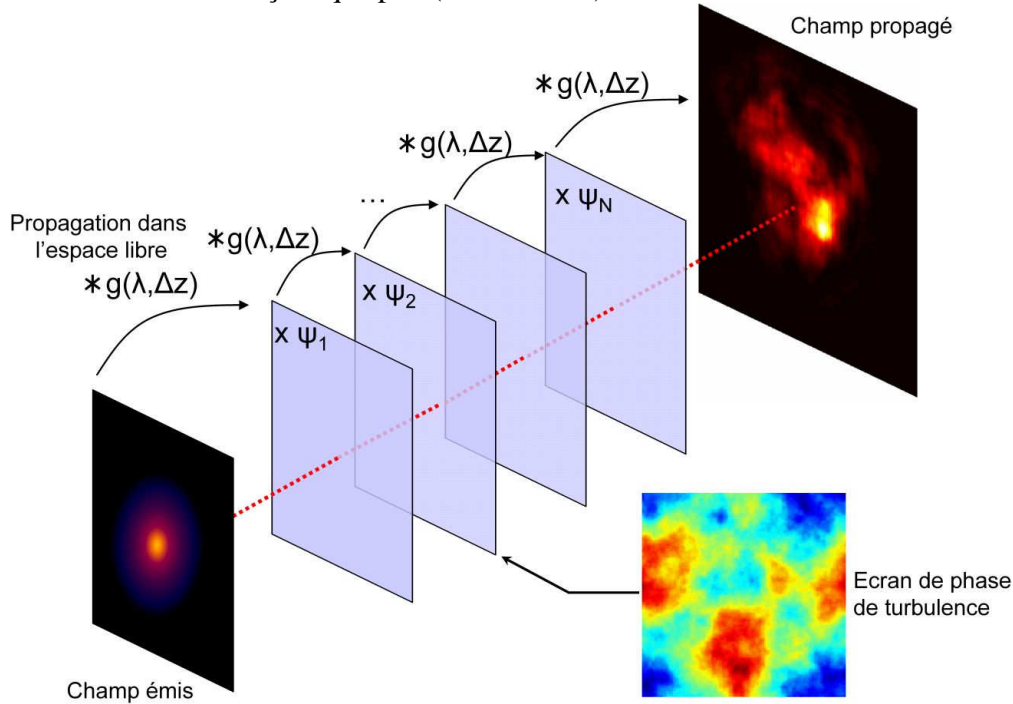 Champ propagé
∗g(λ,Δz)
∗g(λ,Δz)
x ψN
...
Propagation dans
l'espace libre
∗g(λ,Δz)
∗g(λ,Δz)
x ψ2
x ψ1
Ecran de phase
de turbulence
Champ émis